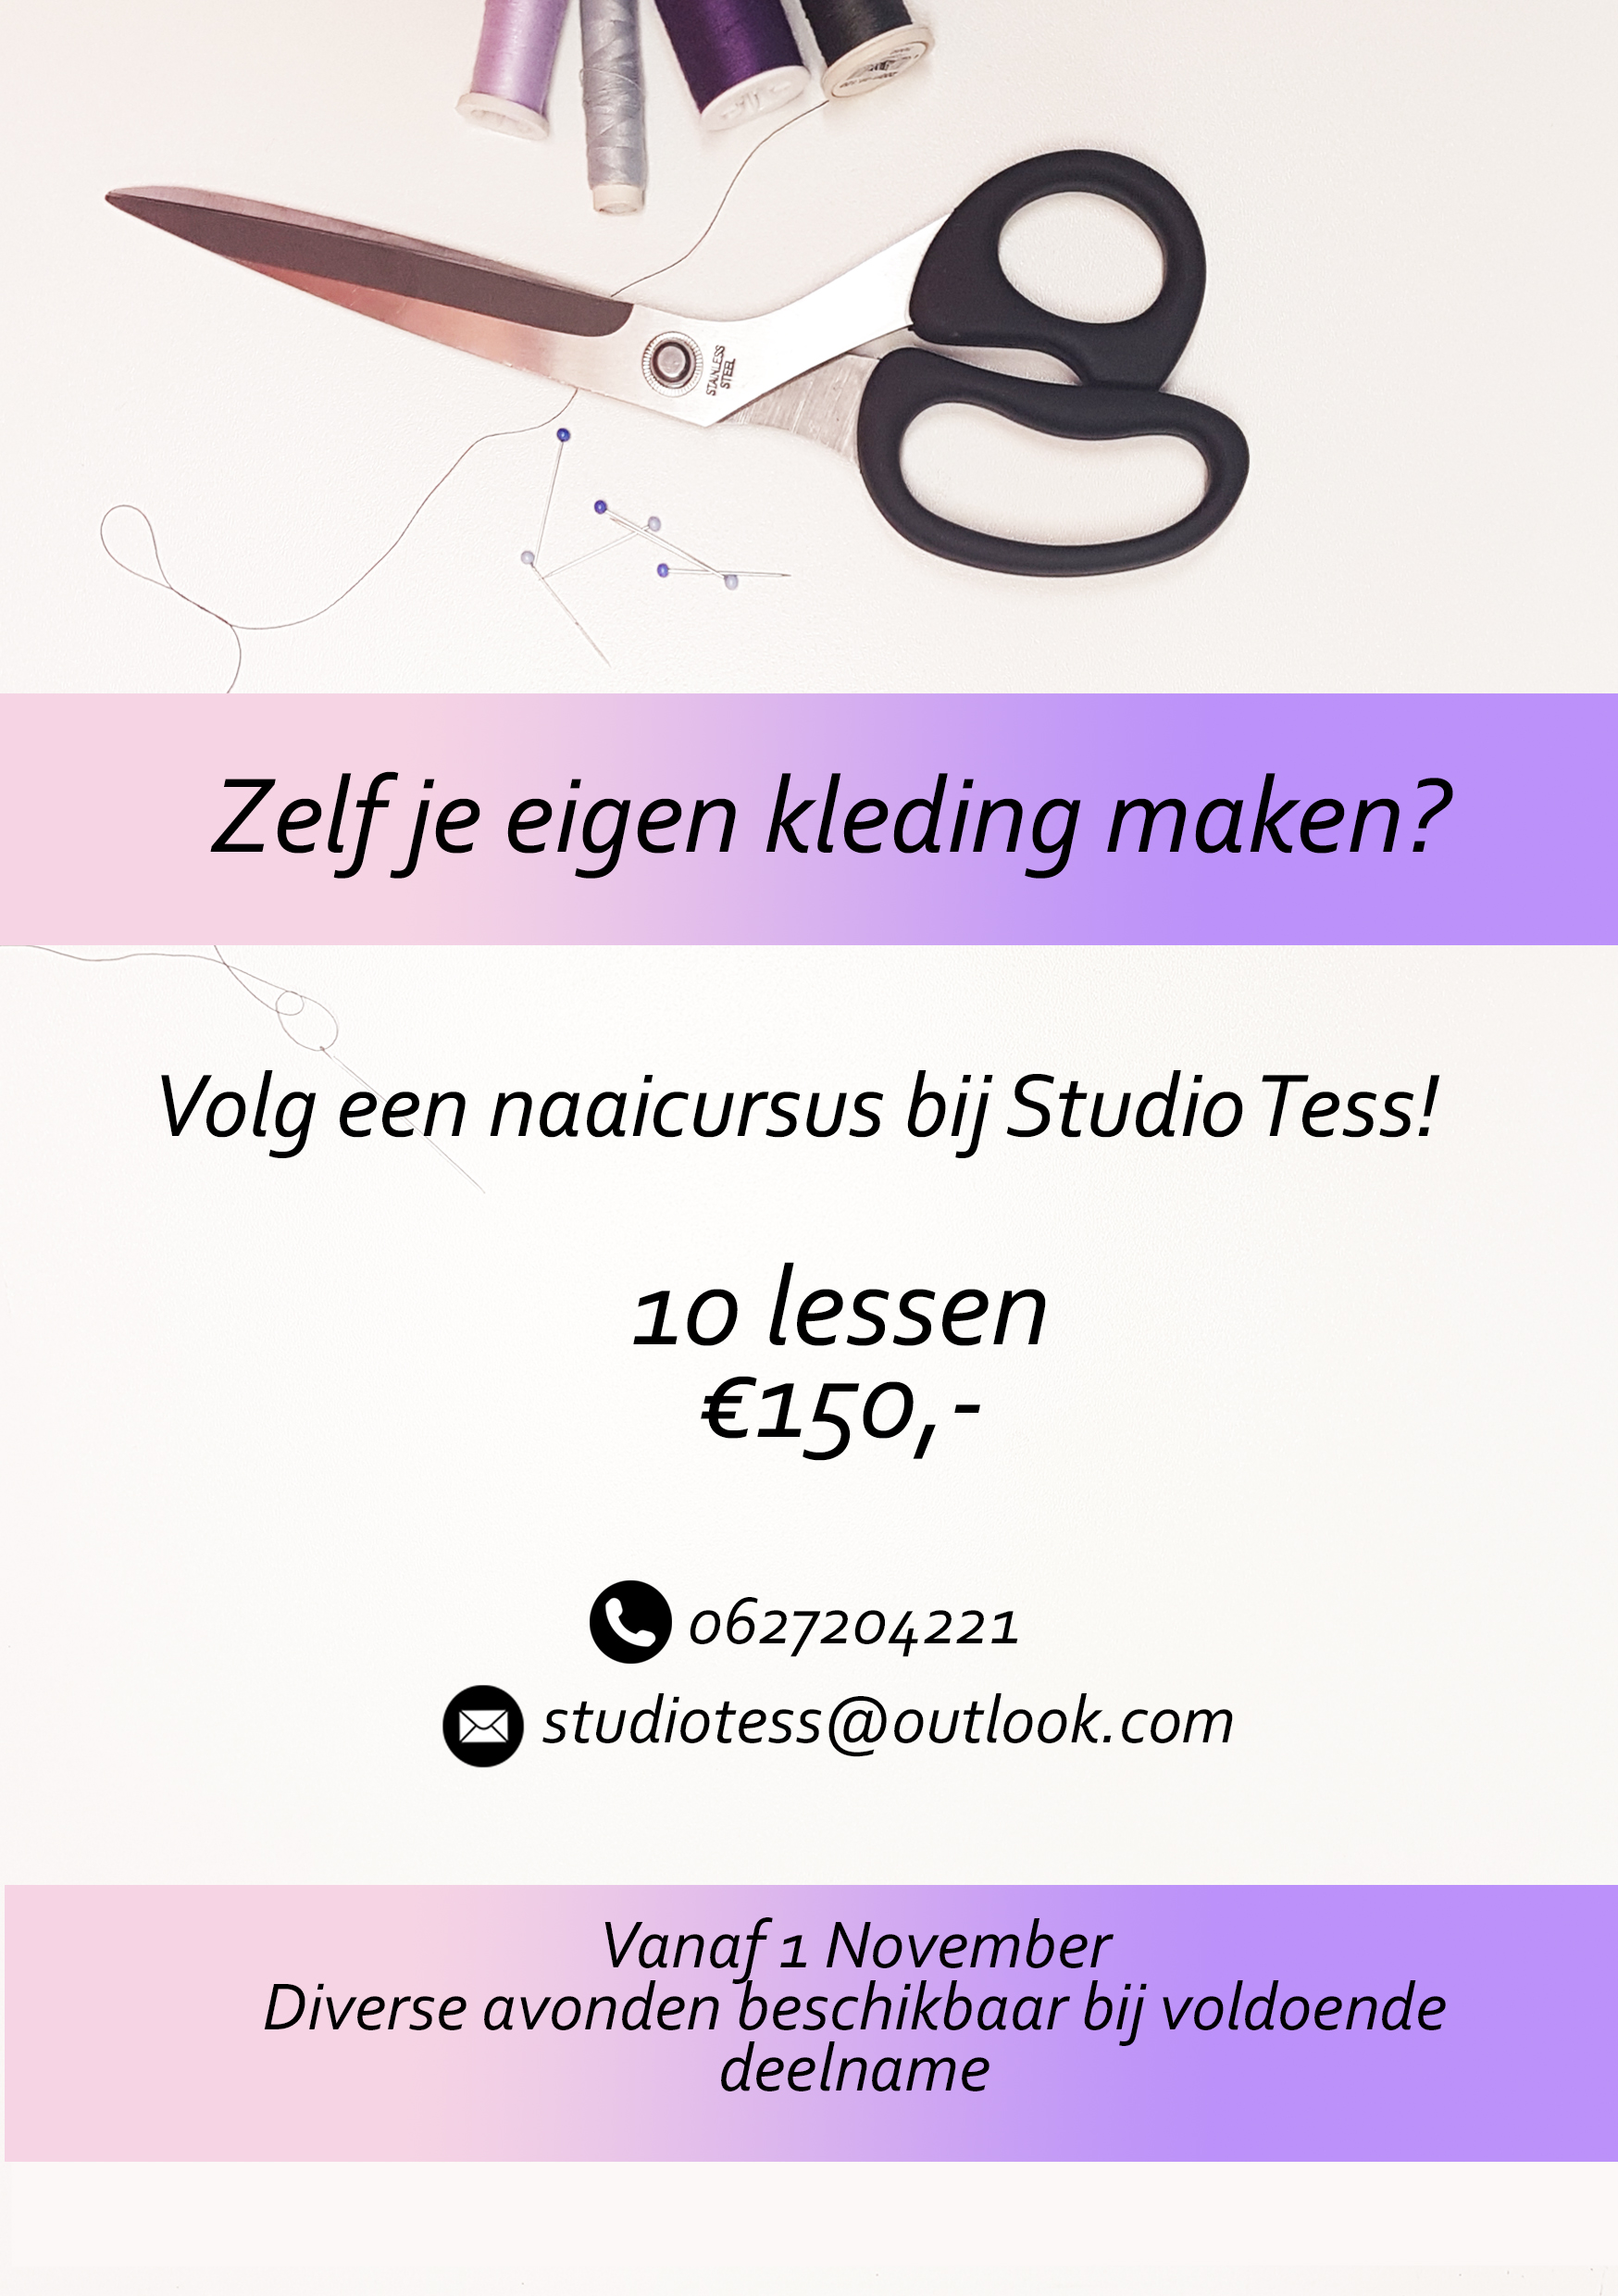 STAINLESS
STEEL
Zelf je eigen kleding maken?
Volg een naaicursus bij Studio Tess!
10 lessen
€150,-
0627204221
studiotess@outlook.com
Vanaf 1 November
Diverse avonden beschikbaar bij voldoende
deelname